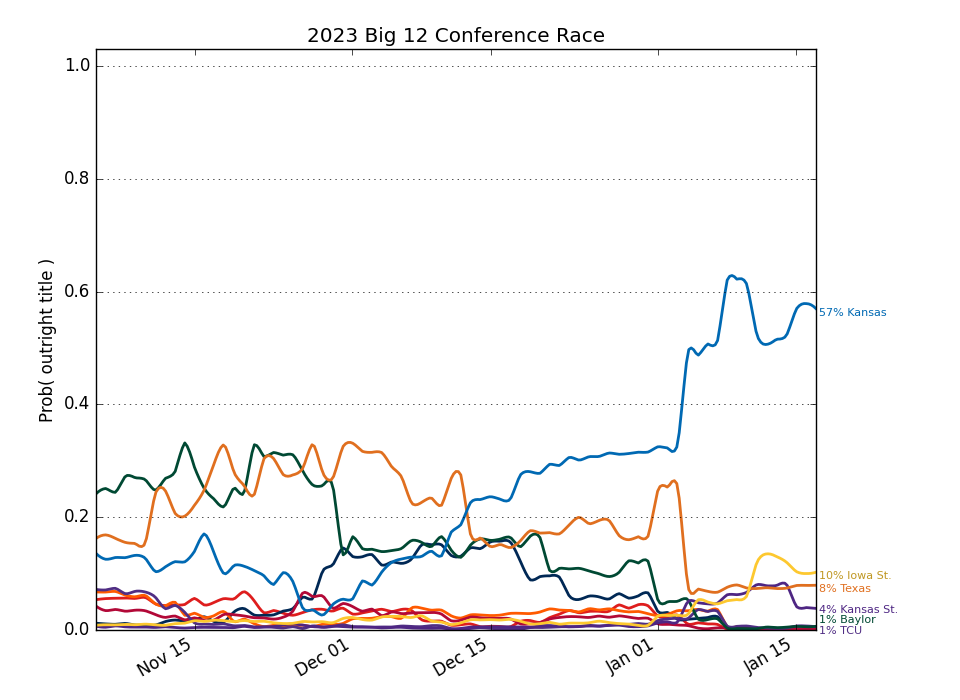 2023 Big 12 Conference Race
Prob( outright title )
1.0
0.8
0.6
0.4
0.2
0.0
57% Kansas
10% Iowa St.
8% Texas
4% Kansas St.
1% Baylor
1% TCU
Nov 15
Dec 01
Dec 15
Jan 01
Jan 15